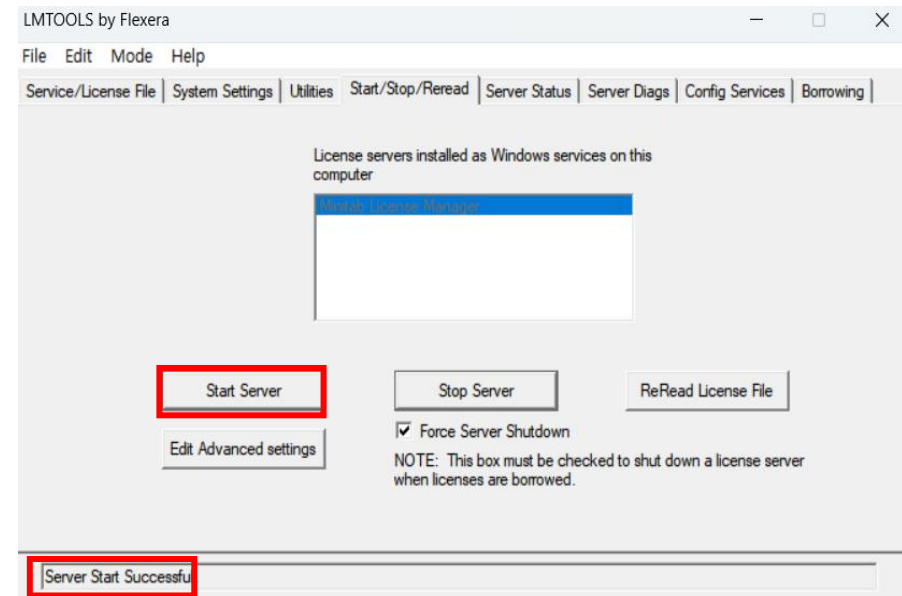 LMTOOLS by Flexera
File Edit Mode Help
Service/License File System Settings Utilities Start/Stop/Reread Server Status Server Diags Config Services Borrowing
License servers installed as Windows services on this
computer
Minitab License Manager
Start Server Stop Server ReRead License File
Force Server Shutdown
Edit Advanced settings
NOTE: This box must be checked to shut down a license server
when licenses are borrowed.
Server Start Successfu